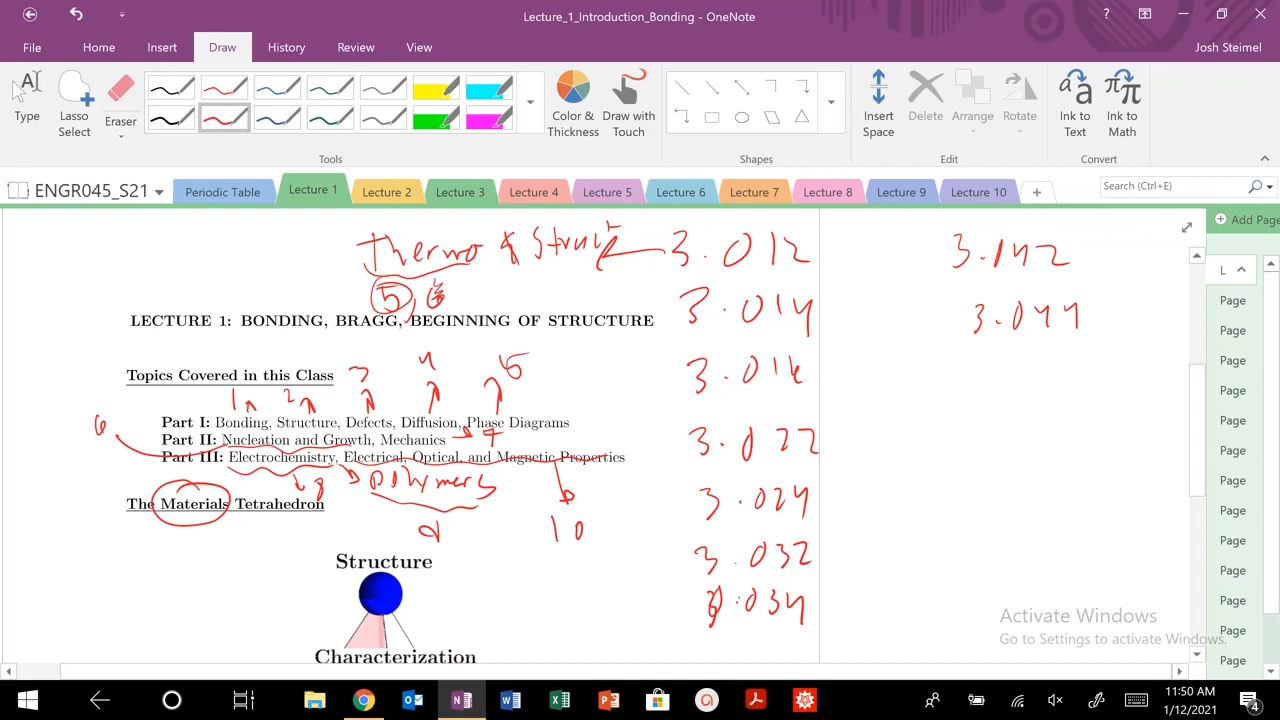 Lecture_1_Introduction_Bonding - OneNote
?
File Home Insert Draw History Review View Josh Steimel
Type Lasso Select Eraser Color & Thickness Draw with Touch Insert Space Delete Arrange Rotate Ink to Text Ink to Math
Tools Shapes Edit Convert
ENGR045_S21 Periodic Table Lecture 1 Lecture 2 Lecture 3 Lecture 4 Lecture 5 Lecture 6 Lecture 7 Lecture 8 Lecture 9 Lecture 10 + Search (Ctrl+E)
Add Page
thermo & Struct 3.012 3.142
5, 6 3.014 3.044
LECTURE 1: BONDING, BRAGG, BEGINNING OF STRUCTURE
3.016
Topics Covered in this Class
1 2 3 4 5
Part I: Bonding, Structure, Defects, Diffusion, Phase Diagrams
6 Part II: Nucleation and Growth, Mechanics 7 3.022
Part III: Electrochemistry, Electrical, Optical, and Magnetic Properties
8 polymers 3.024
The Materials Tetrahedron
9 10
3.032
Structure
3.034
Characterization
L
Page
Page
Page
Page
Page
Page
Page
Page
Page
Page
Page
Page
Page
Activate Windows
Go to Settings to activate Windows.
11:50 AM
1/12/2021
4